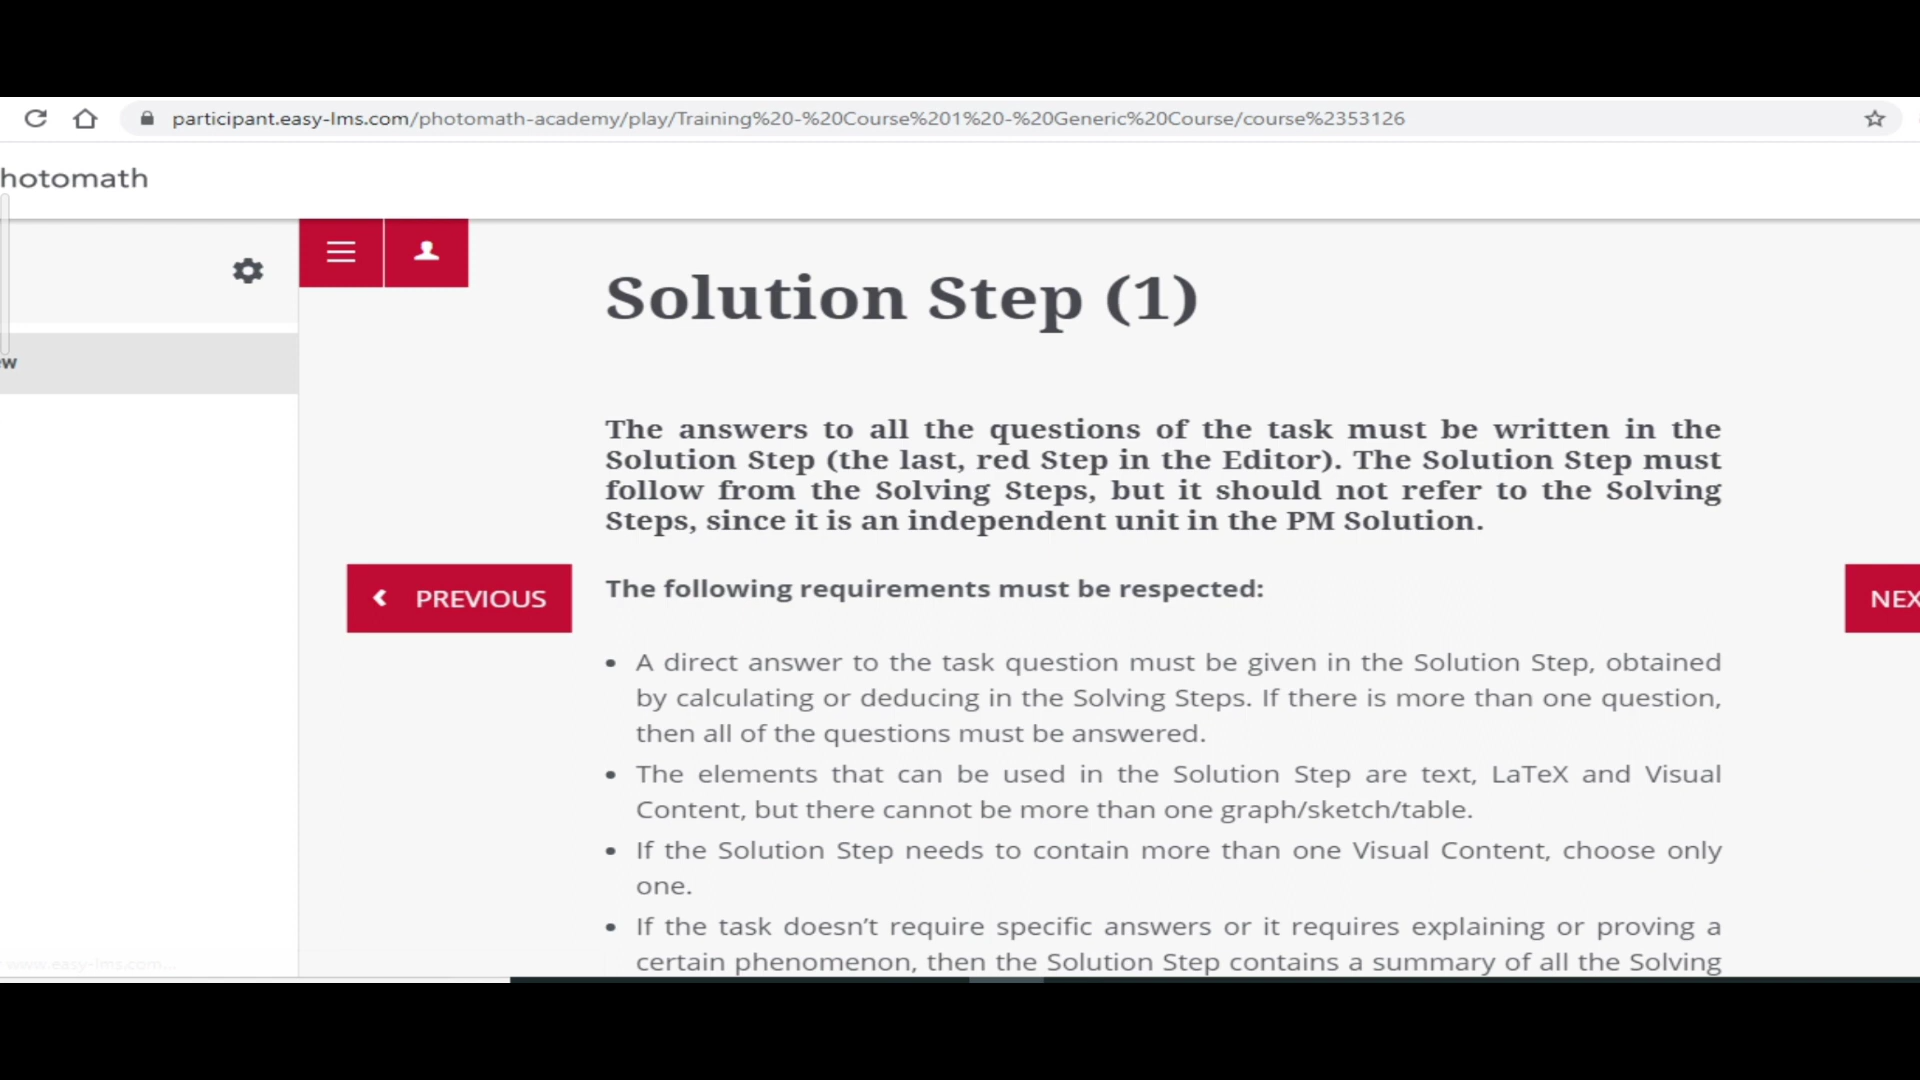 participant.easy-lms.com/photomath-academy/play/Training%20-%20Course%201%20-%20Generic%20Course/course%2353126
hotomath
ew
Solution Step (1)
The answers to all the questions of the task must be written in the
Solution Step (the last, red Step in the Editor). The Solution Step must
follow from the Solving Steps, but it should not refer to the Solving
Steps, since it is an independent unit in the PM Solution.
PREVIOUS
The following requirements must be respected:
NEX
• A direct answer to the task question must be given in the Solution Step, obtained
by calculating or deducing in the Solving Steps. If there is more than one question,
then all of the questions must be answered.
• The elements that can be used in the Solution Step are text, LaTeX and Visual
Content, but there cannot be more than one graph/sketch/table.
• If the Solution Step needs to contain more than one Visual Content, choose only
one.
• If the task doesn’t require specific answers or it requires explaining or proving a
certain phenomenon, then the Solution Step contains a summary of all the Solving
www.easy-lms.com...